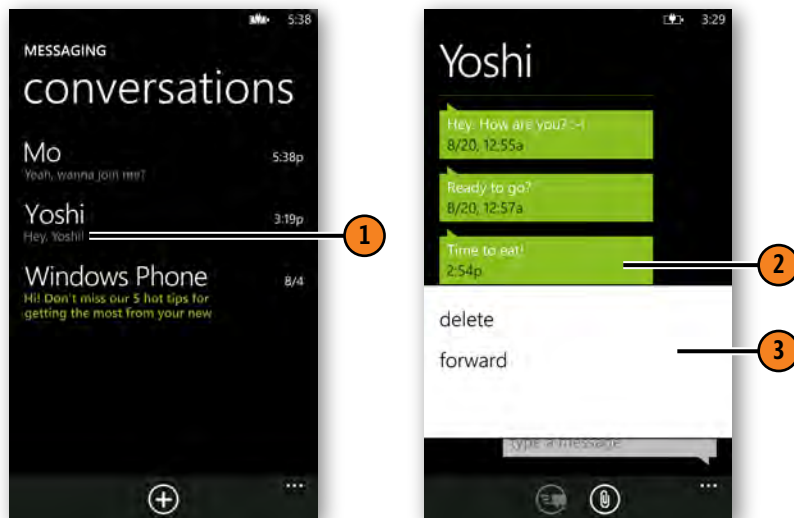 5:38
MESSAGING
conversations
Mo
5:38p
Yeah, wanna join me?
Yoshi
3:19p
Hey, Yoshi!
1
Windows Phone
8/4
Hi! Don't miss our 5 hot tips for
getting the most from your new
3:29
Yoshi
Hey. How are you? :-)
8/20, 12:55a
Ready to go?
8/20, 12:57a
Time to eat!
2:54p
2
delete
forward
3
type a message